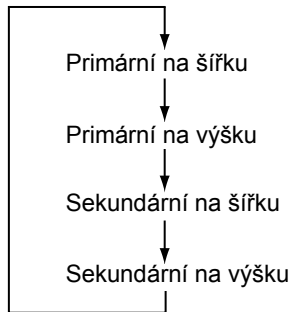 Primární na šířku
Primární na výšku
Sekundární na šířku
Sekundární na výšku